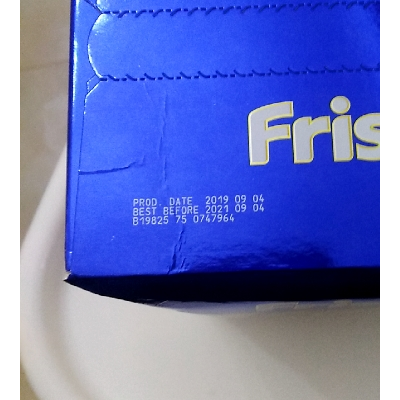 Fris
PROD. DATE 2019 09 04
BEST BEFORE 2021 09 04
B19825 75 0747964